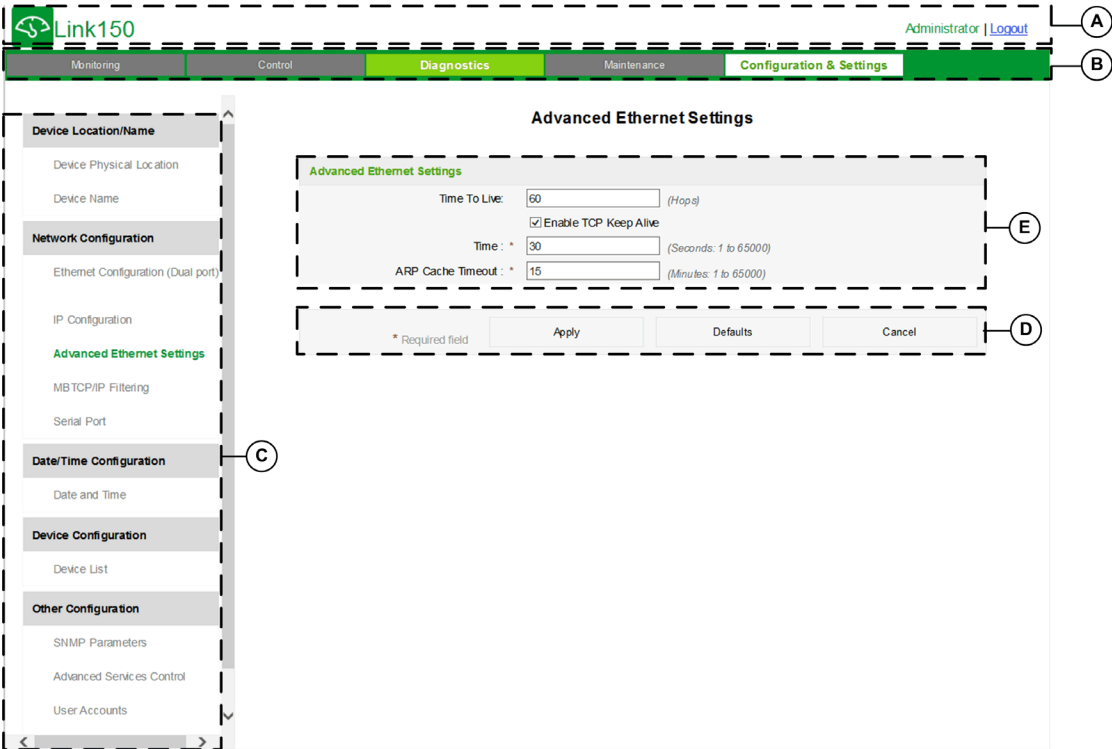 Link150
Administrator | Logout
A
Monitoring
Control
Diagnostics
Maintenance
Configuration & Settings
B
Device Location/Name
Device Physical Location
Device Name
Network Configuration
Ethernet Configuration (Dual port)
IP Configuration
Advanced Ethernet Settings
MBTCP/IP Filtering
Serial Port
Date/Time Configuration
Date and Time
Device Configuration
Device List
Other Configuration
SNMP Parameters
Advanced Services Control
User Accounts
C
Advanced Ethernet Settings
Advanced Ethernet Settings
Time To Live: 60 (Hops)
Enable TCP Keep Alive
Time : * 30 (Seconds: 1 to 65000)
ARP Cache Timeout : * 15 (Minutes: 1 to 65000)
E
* Required field
Apply
Defaults
Cancel
D